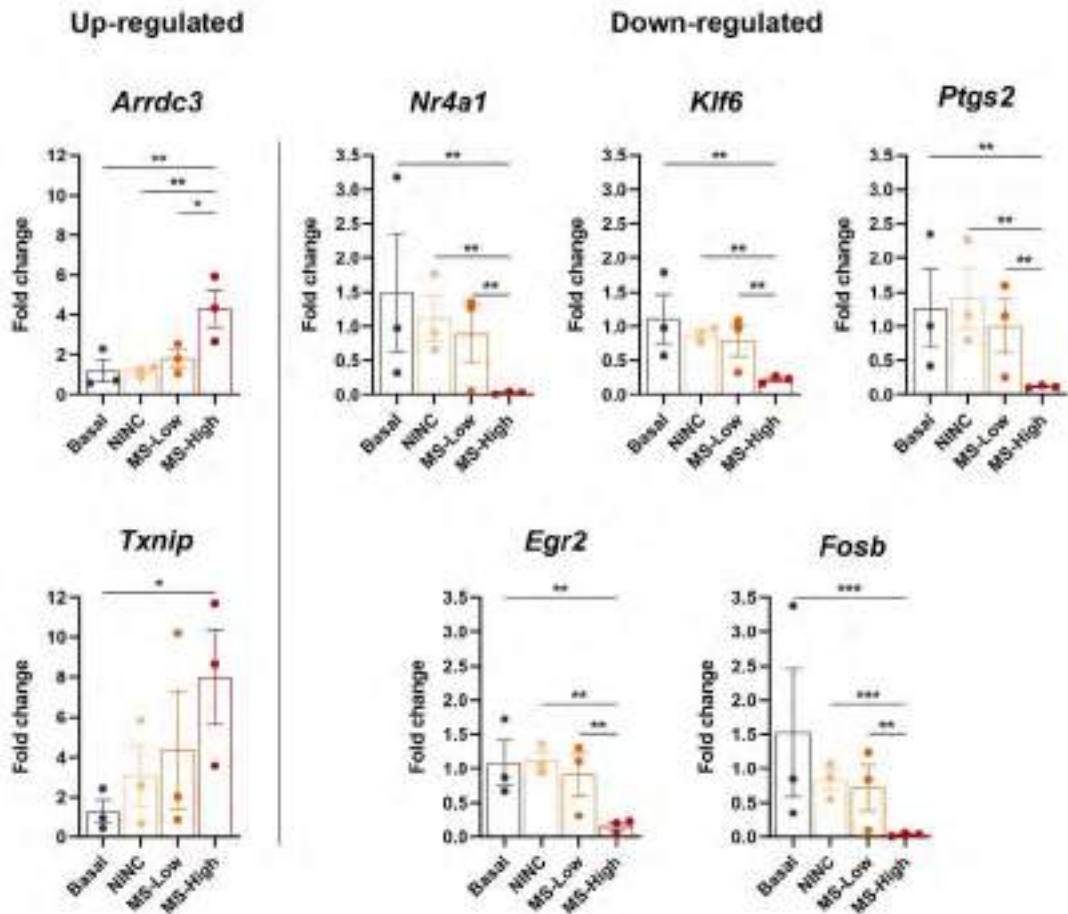 Up-regulated
Down-regulated
Arrdc3
Nr4a1
Klf6
Ptgs2
Fold change
12
10
8
6
4
2
0
**
**
*
Basal
NINC
MS-Low
MS-High
Fold change
3.5
3.0
2.5
2.0
1.5
1.0
0.5
0.0
**
**
**
Basal
NINC
MS-Low
MS-High
Fold change
3.5
3.0
2.5
2.0
1.5
1.0
0.5
0.0
**
**
**
Basal
NINC
MS-Low
MS-High
Fold change
3.5
3.0
2.5
2.0
1.5
1.0
0.5
0.0
**
**
**
Basal
NINC
MS-Low
MS-High
Txnip
Egr2
Fosb
Fold change
12
10
8
6
4
2
0
*
Basal
NINC
MS-Low
MS-High
Fold change
3.5
3.0
2.5
2.0
1.5
1.0
0.5
0.0
**
**
**
Basal
NINC
MS-Low
MS-High
Fold change
3.5
3.0
2.5
2.0
1.5
1.0
0.5
0.0
***
***
**
Basal
NINC
MS-Low
MS-High